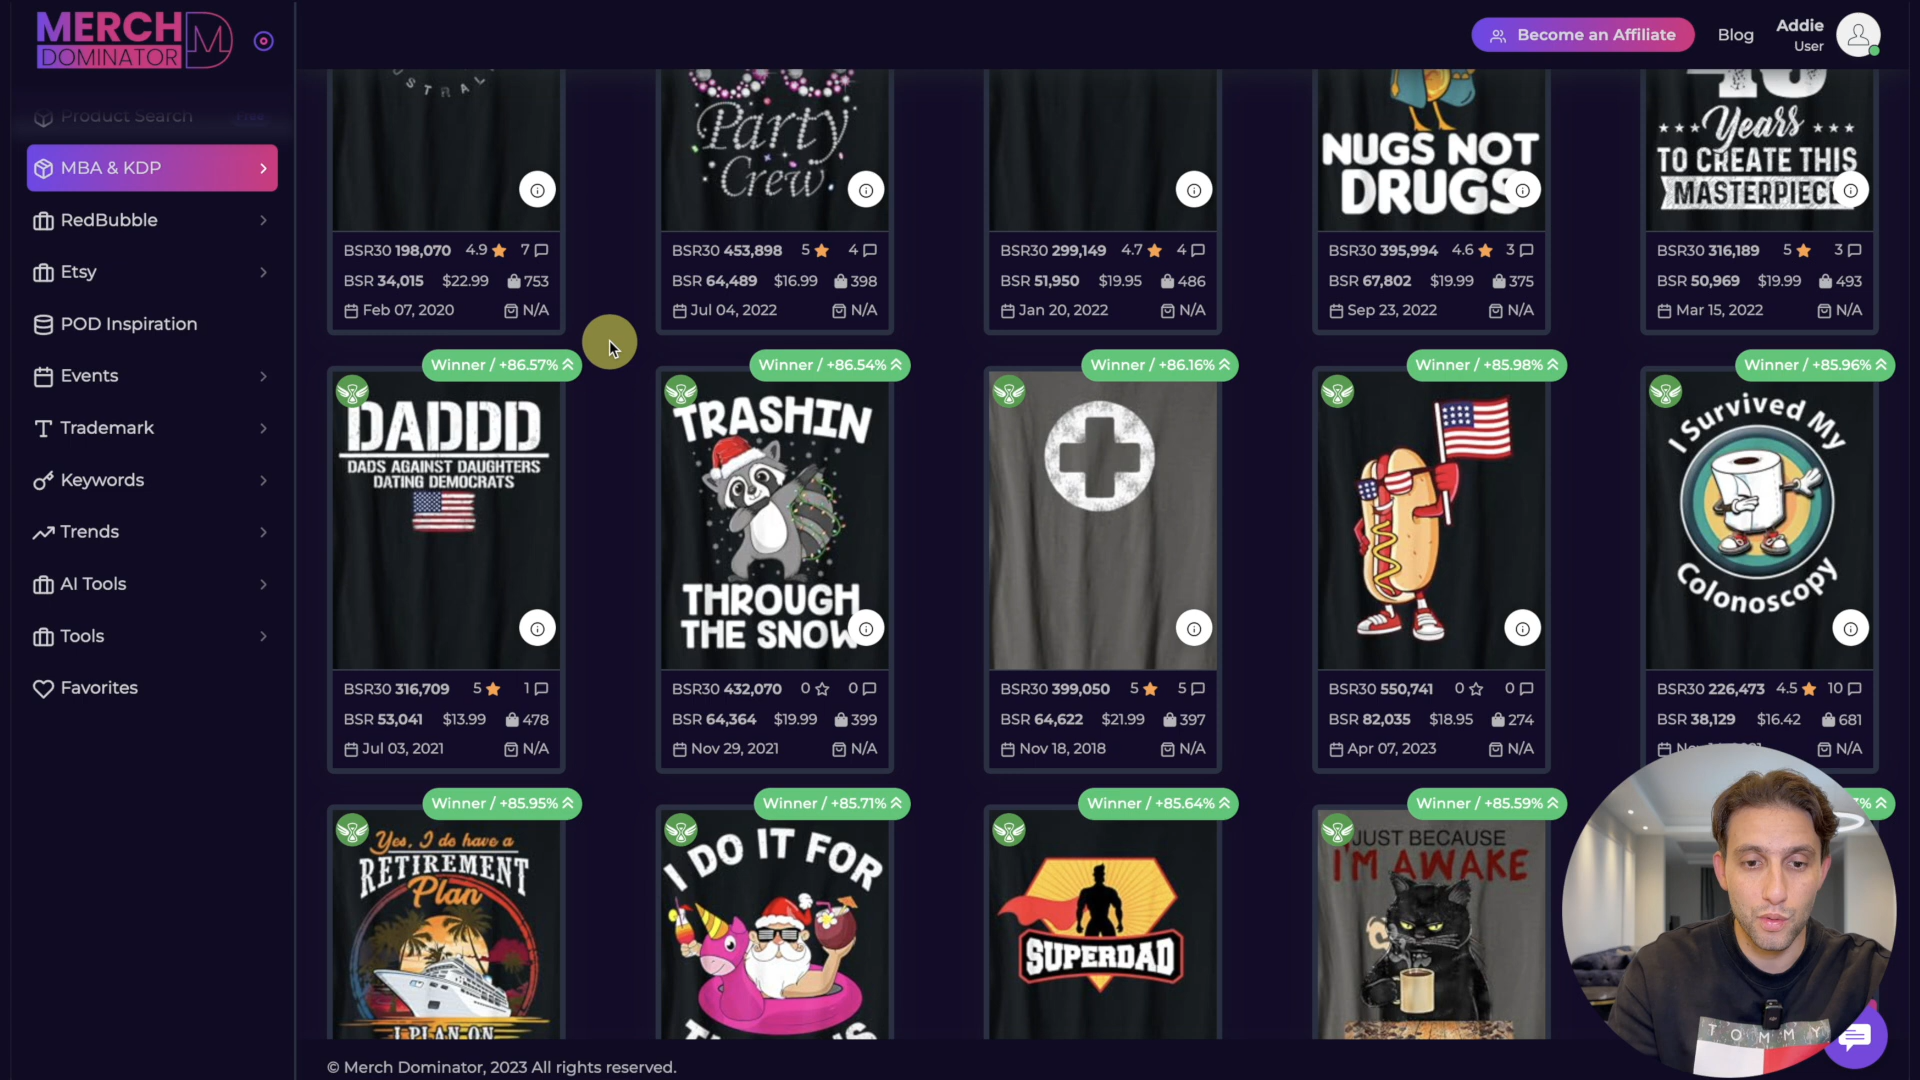 MERCH
DOMINATOR
Become an Affiliate
Blog
Addie
User
Product Search
MBA & KDP
RedBubble
Etsy
POD Inspiration
Events
Trademark
Keywords
Trends
AI Tools
Tools
Favorites
STRAL
Party
Crew
NUGS NOT
DRUGS
Years
TO CREATE THIS
MASTERPIEC
BSR30 198,070 4.9 7
BSR 34,015 $22.99 753
Feb 07, 2020 N/A
BSR30 453,898 5 4
BSR 64,489 $16.99 398
Jul 04, 2022 N/A
BSR30 299,149 4.7 4
BSR 51,950 $19.95 486
Jan 20, 2022 N/A
BSR30 395,994 4.6 3
BSR 67,802 $19.99 375
Sep 23, 2022 N/A
BSR30 316,189 5 3
BSR 50,969 $19.99 493
Mar 15, 2022 N/A
Winner / +86.57%
DADDD
DADS AGAINST DAUGHTERS
DATING DEMOCRATS
BSR30 316,709 5 1
BSR 53,041 $13.99 478
Jul 03, 2021 N/A
Winner / +86.54%
TRASHIN
THROUGH
THE SNOW
BSR30 432,070 0 0
BSR 64,364 $19.99 399
Nov 29, 2021 N/A
Winner / +86.16%
BSR30 399,050 5 5
BSR 64,622 $21.99 397
Nov 18, 2018 N/A
Winner / +85.98%
BSR30 550,741 0 0
BSR 82,035 $18.95 274
Apr 07, 2023 N/A
Winner / +85.96%
I Survived My
Colonoscopy
BSR30 226,473 4.5 10
BSR 38,129 $16.42 681
N/A
Winner / +85.95%
Yes, I do have a
RETIREMENT
Plan
I PLAN ON
Winner / +85.71%
I DO IT FOR
Winner / +85.64%
SUPERDAD
Winner / +85.59%
JUST BECAUSE
I'M AWAKE
%
TOMMY
© Merch Dominator, 2023 All rights reserved.